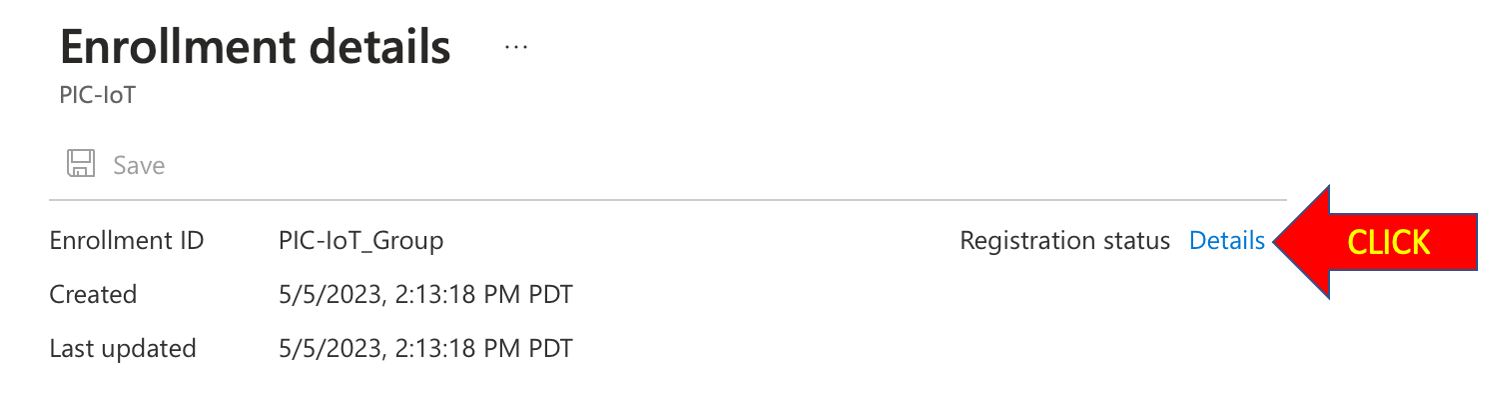 Enrollment details ...
PIC-IoT
Save
Enrollment ID PIC-IoT_Group Registration status Details CLICK
Created 5/5/2023, 2:13:18 PM PDT
Last updated 5/5/2023, 2:13:18 PM PDT